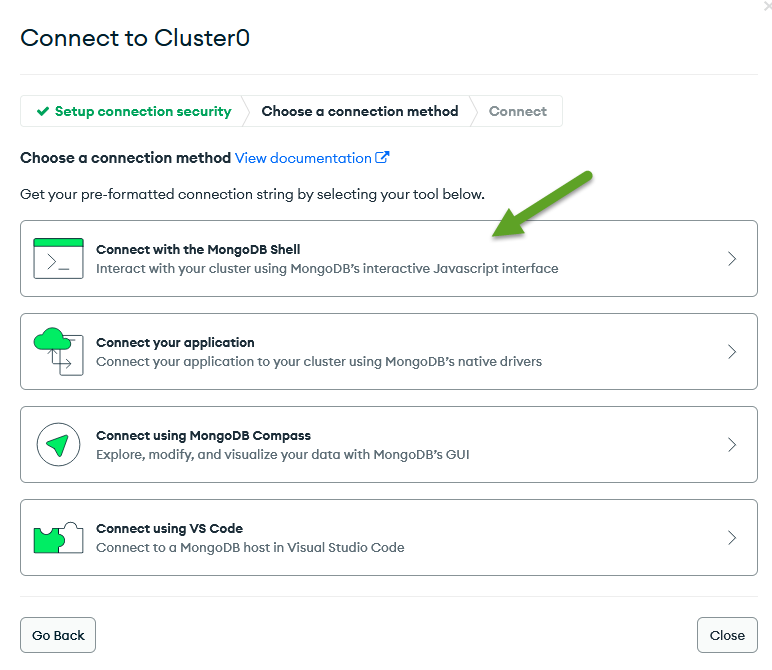 Connect to Cluster0
Setup connection security
Choose a connection method
Connect
Choose a connection method View documentation
Get your pre-formatted connection string by selecting your tool below.
Connect with the MongoDB Shell
Interact with your cluster using MongoDB's interactive Javascript interface
Connect your application
Connect your application to your cluster using MongoDB's native drivers
Connect using MongoDB Compass
Explore, modify, and visualize your data with MongoDB's GUI
Connect using VS Code
Connect to a MongoDB host in Visual Studio Code
Go Back
Close